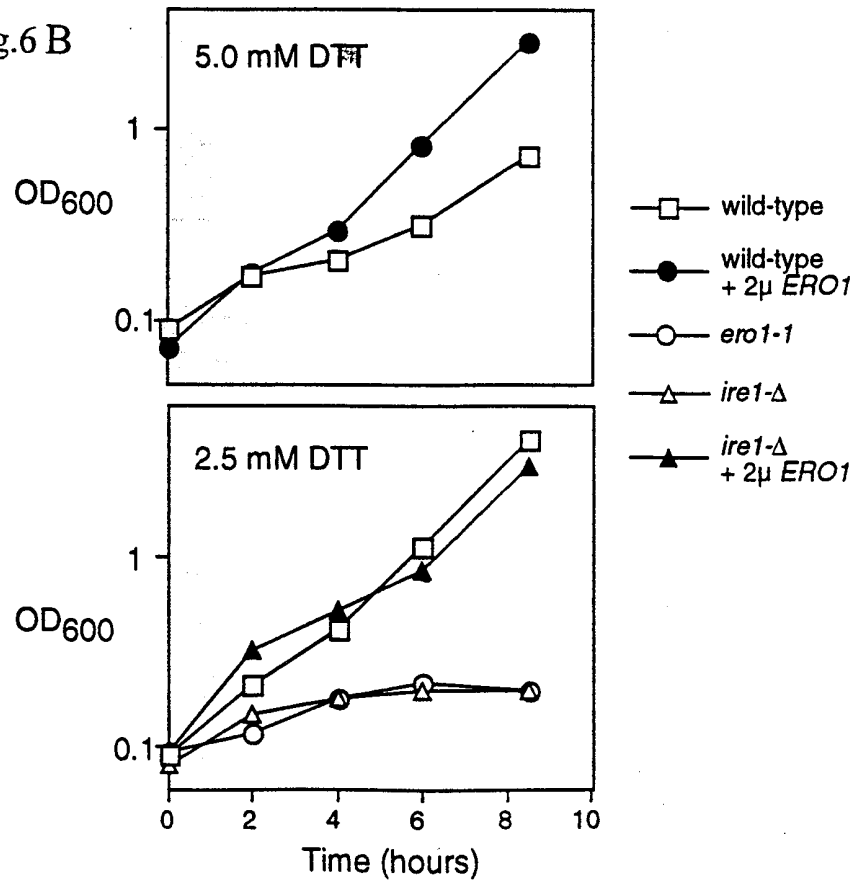 g.6 B
5.0 mM DTT
1
OD600
0.1
wild-type
wild-type
+ 2μ ERO1
ero1-1
ire1-Δ
ire1-Δ
+ 2μ ERO1
2.5 mM DTT
1
OD600
0.1
0 2 4 6 8 10
Time (hours)